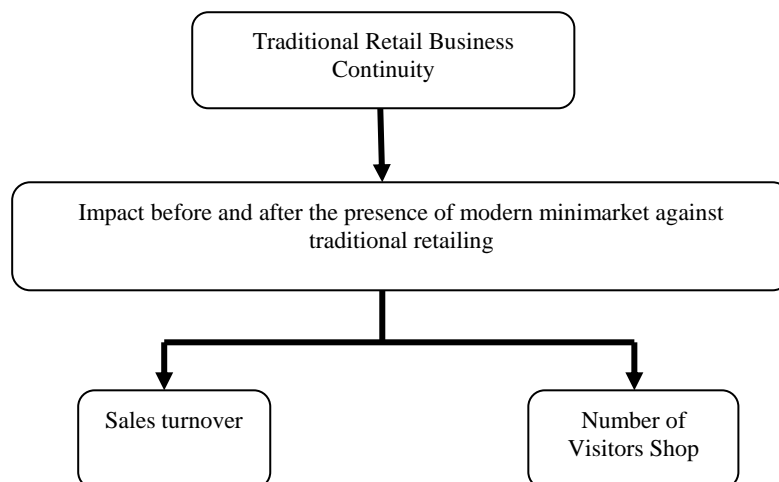 Traditional Retail Business
Continuity
Impact before and after the presence of modern minimarket against
traditional retailing
Sales turnover
Number of
Visitors Shop